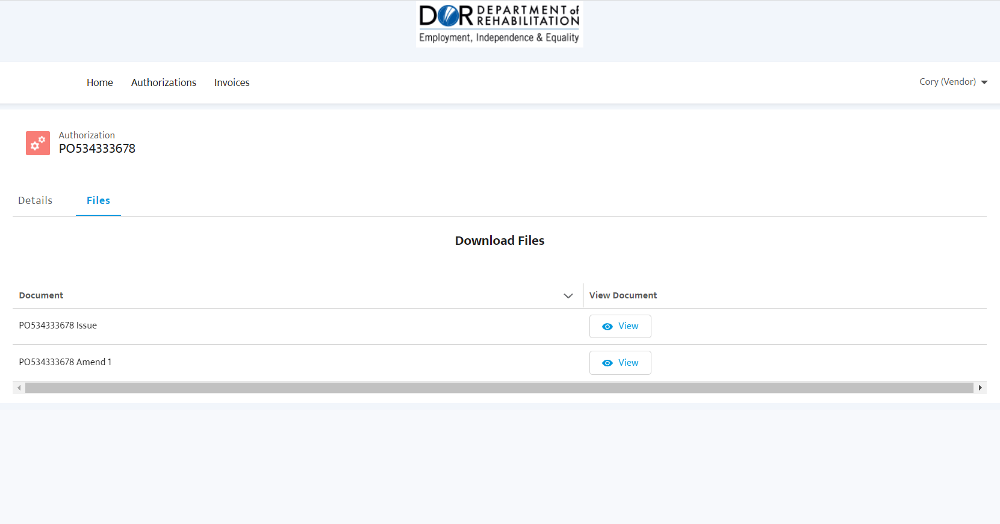 DOR DEPARTMENT of
REHABILITATION
Employment, Independence & Equality
Home Authorizations Invoices Cory (Vendor)
Authorization
PO534333678
Details Files
Download Files
Document View Document
PO534333678 Issue View
PO534333678 Amend 1 View